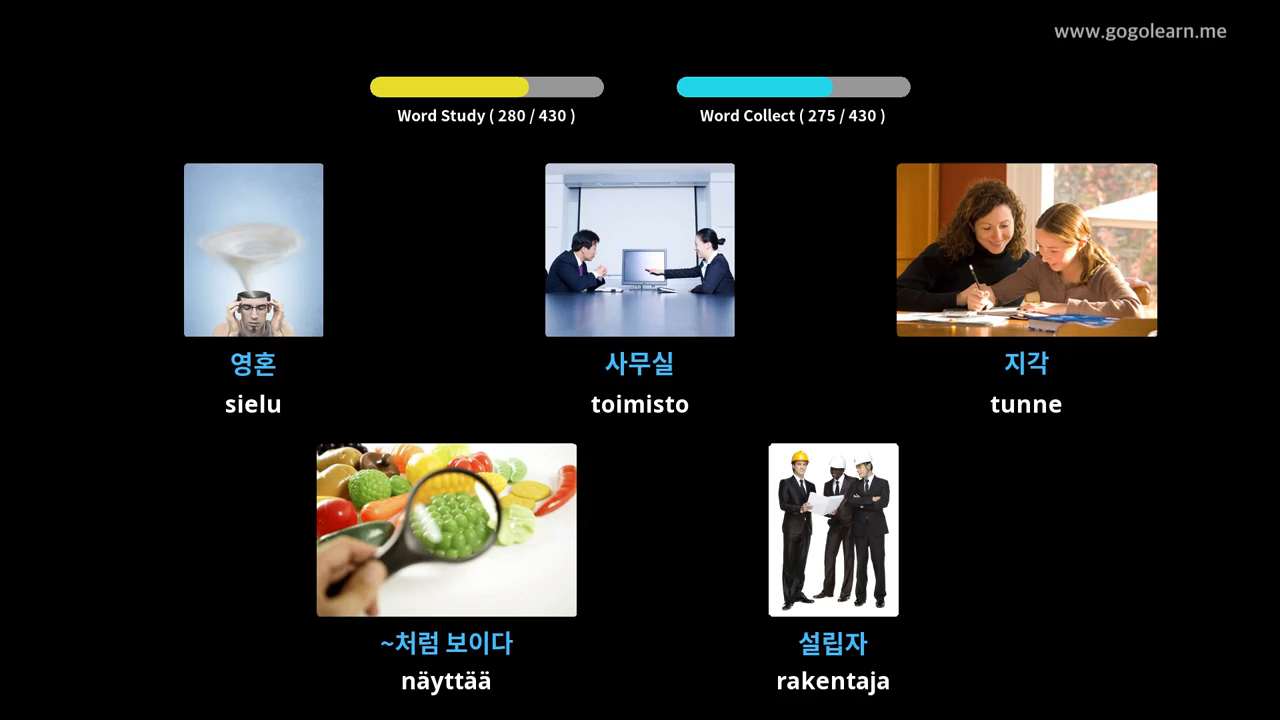 www.gogolearn.me
Word Study ( 280 / 430 )
Word Collect ( 275 / 430 )
영혼
sielu
사무실
toimisto
지각
tunne
~처럼 보이다
näyttää
설립자
rakentaja